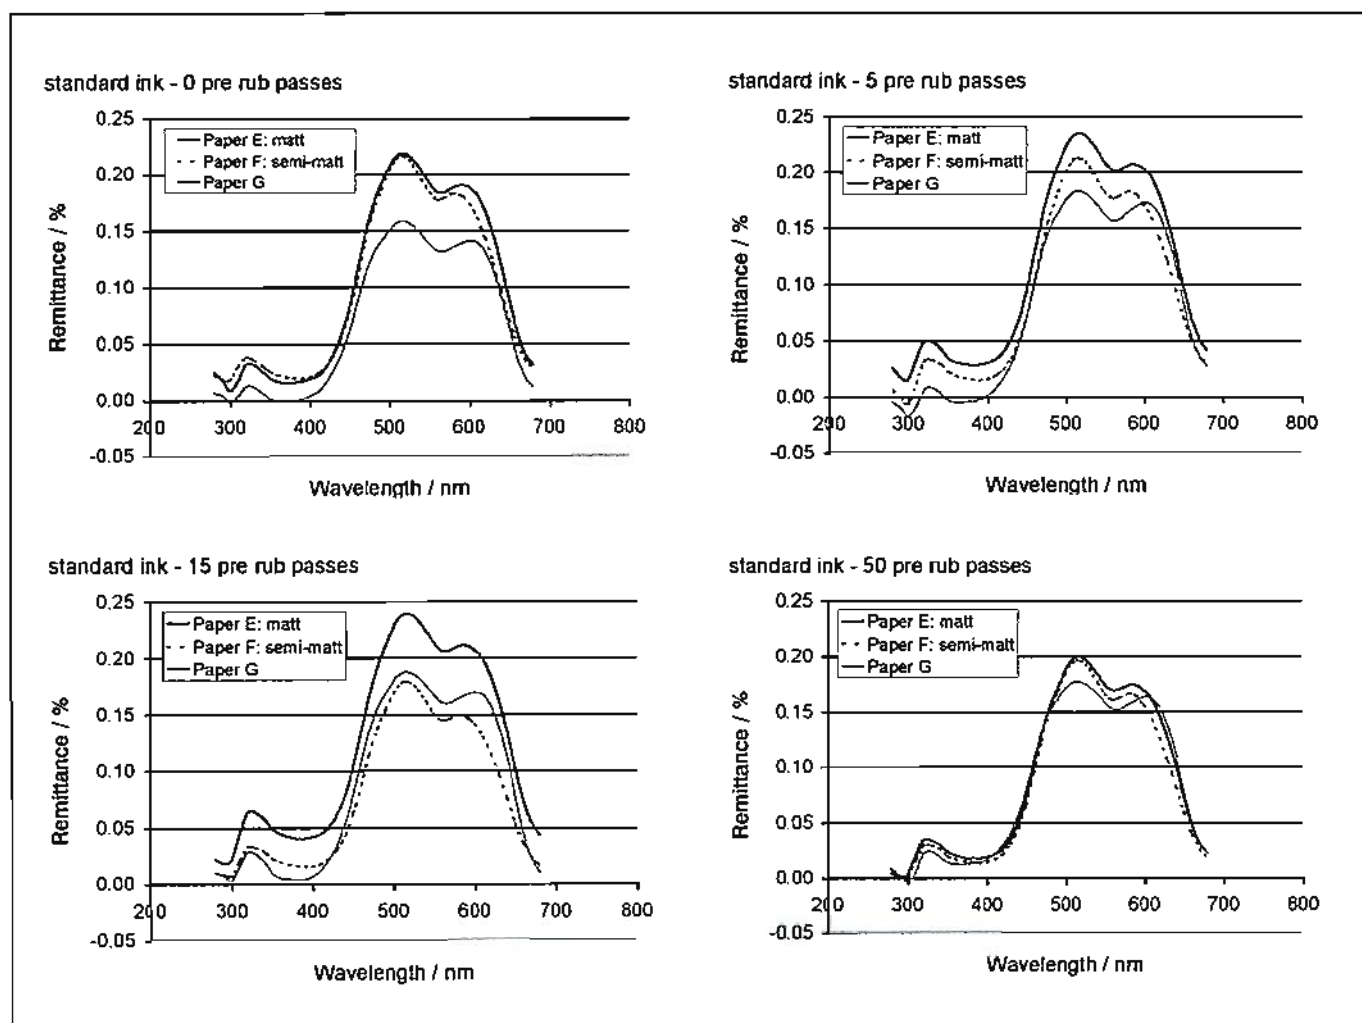 standard ink - 0 pre rub passes
0.25
0.20
0.15
0.10
0.05
0.00
-0.05
Remittance / %
Paper E: matt
Paper F: semi-matt
Paper G
200 300 400 500 600 700 800
Wavelength / nm
standard ink - 5 pre rub passes
0.25
0.20
0.15
0.10
0.05
0.00
-0.05
Remittance / %
Paper E: matt
Paper F: semi-matt
Paper G
200 300 400 500 600 700 800
Wavelength / nm
standard ink - 15 pre rub passes
0.25
0.20
0.15
0.10
0.05
0.00
-0.05
Remittance / %
Paper E: matt
Paper F: semi-matt
Paper G
200 300 400 500 600 700 800
Wavelength / nm
standard ink - 50 pre rub passes
0.25
0.20
0.15
0.10
0.05
0.00
-0.05
Remittance / %
Paper E: matt
Paper F: semi-matt
Paper G
200 300 400 500 600 700 800
Wavelength / nm